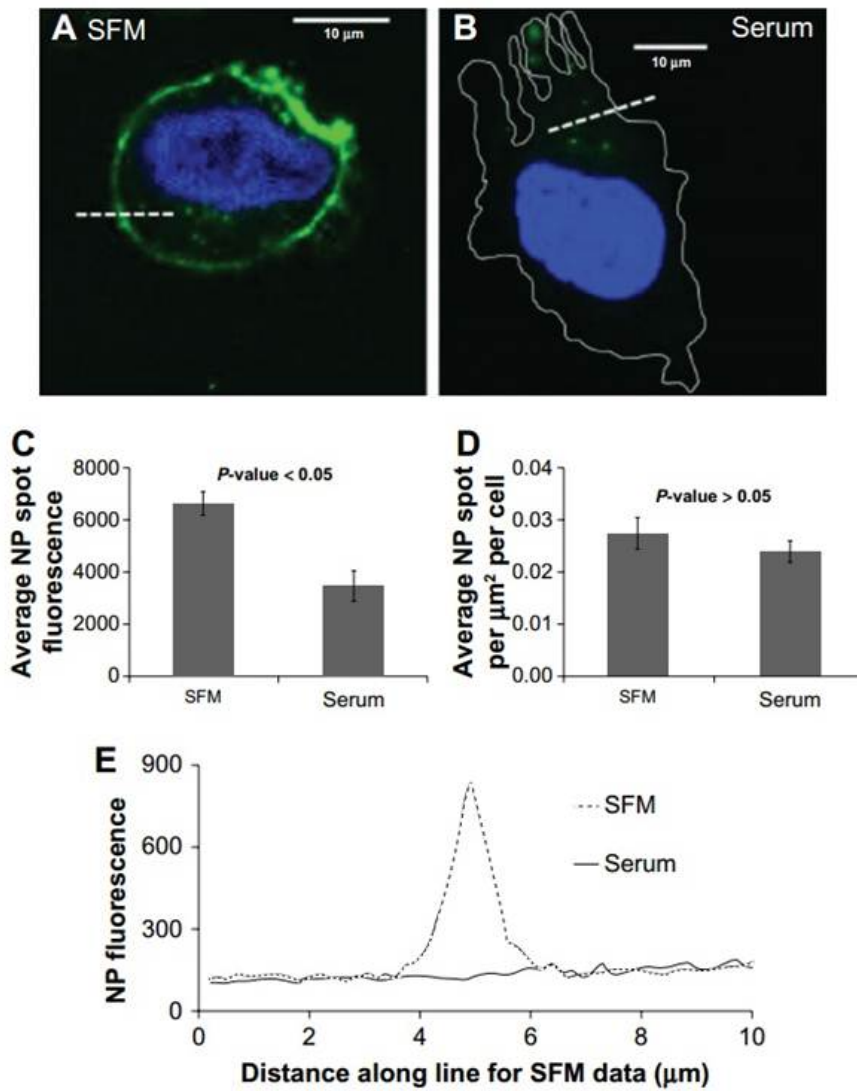 A SFM
10 μm
B
Serum
10 μm
C
8000
6000
4000
2000
0
P-value < 0.05
Average NP spot
fluorescence
SFM
Serum
D
0.04
0.03
0.02
0.01
0.00
P-value > 0.05
Average NP spot
per μm² per cell
SFM
Serum
E
900
600
300
0
NP fluorescence
SFM
Serum
0 2 4 6 8 10
Distance along line for SFM data (μm)